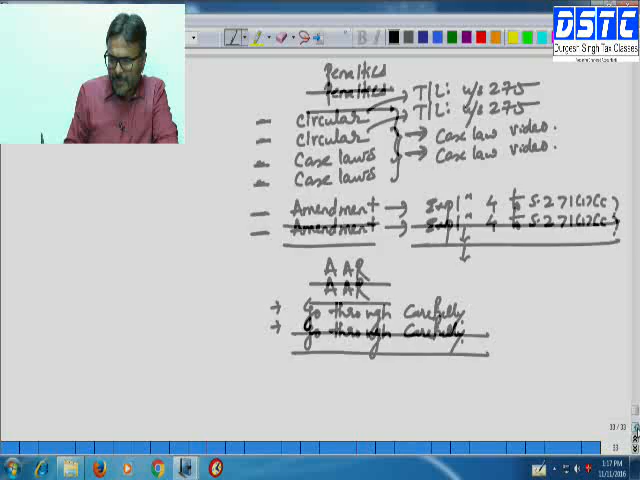 DSTC
Durgesh Singh Tax Classes
Penalties
Penalties
- Circular → T/L: u/s 275
- Circular → T/L: u/s 275
- Case laws → Case law video.
- Case laws → Case law video.
- Amendment → Expl" 4 to S.271(1)(c)
- Amendment → Expl" 4 to S.271(1)(c)
AAR
AAR
→ Go through Carefully
→ Go through Carefully
33 / 33
33
1:17 PM
11/11/2016